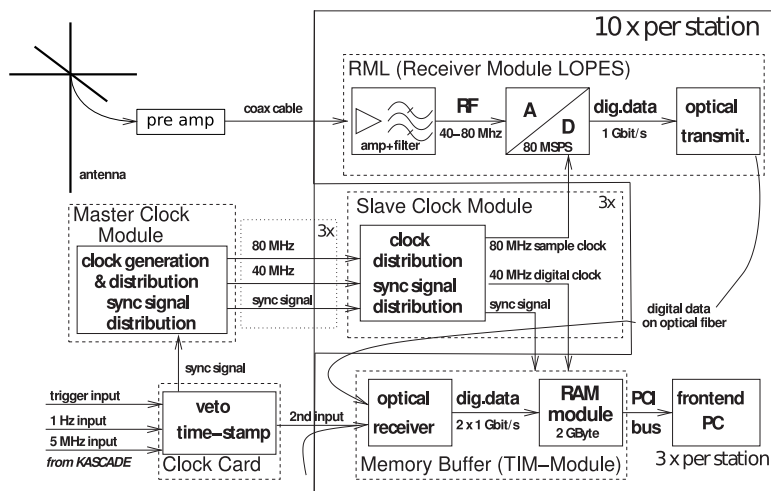 10 x per station
RML (Receiver Module LOPES)
pre amp
coax cable
amp+filter
RF
40–80 Mhz
A
D
80 MSPS
dig.data
1 Gbit/s
optical
transmit.
antenna
Master Clock
Module
clock generation
& distribution
sync signal
distribution
3x
80 MHz
40 MHz
sync signal
Slave Clock Module
3x
clock
distribution
sync signal
distribution
80 MHz sample clock
40 MHz digital clock
sync signal
digital data
on optical fiber
sync signal
trigger input
1 Hz input
5 MHz input
from KASCADE
veto
time–stamp
Clock Card
2nd input
optical
receiver
dig.data
2 x 1 Gbit/s
RAM
module
2 GByte
Memory Buffer (TIM–Module)
PCI
bus
frontend
PC
3 x per station